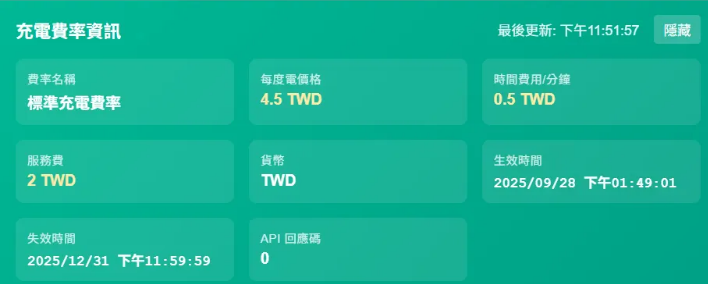 充電費率資訊
最後更新: 下午11:51:57
隱藏
費率名稱
標準充電費率
每度電價格
4.5 TWD
時間費用/分鐘
0.5 TWD
服務費
2 TWD
貨幣
TWD
生效時間
2025/09/28 下午01:49:01
失效時間
2025/12/31 下午11:59:59
API 回應碼
0